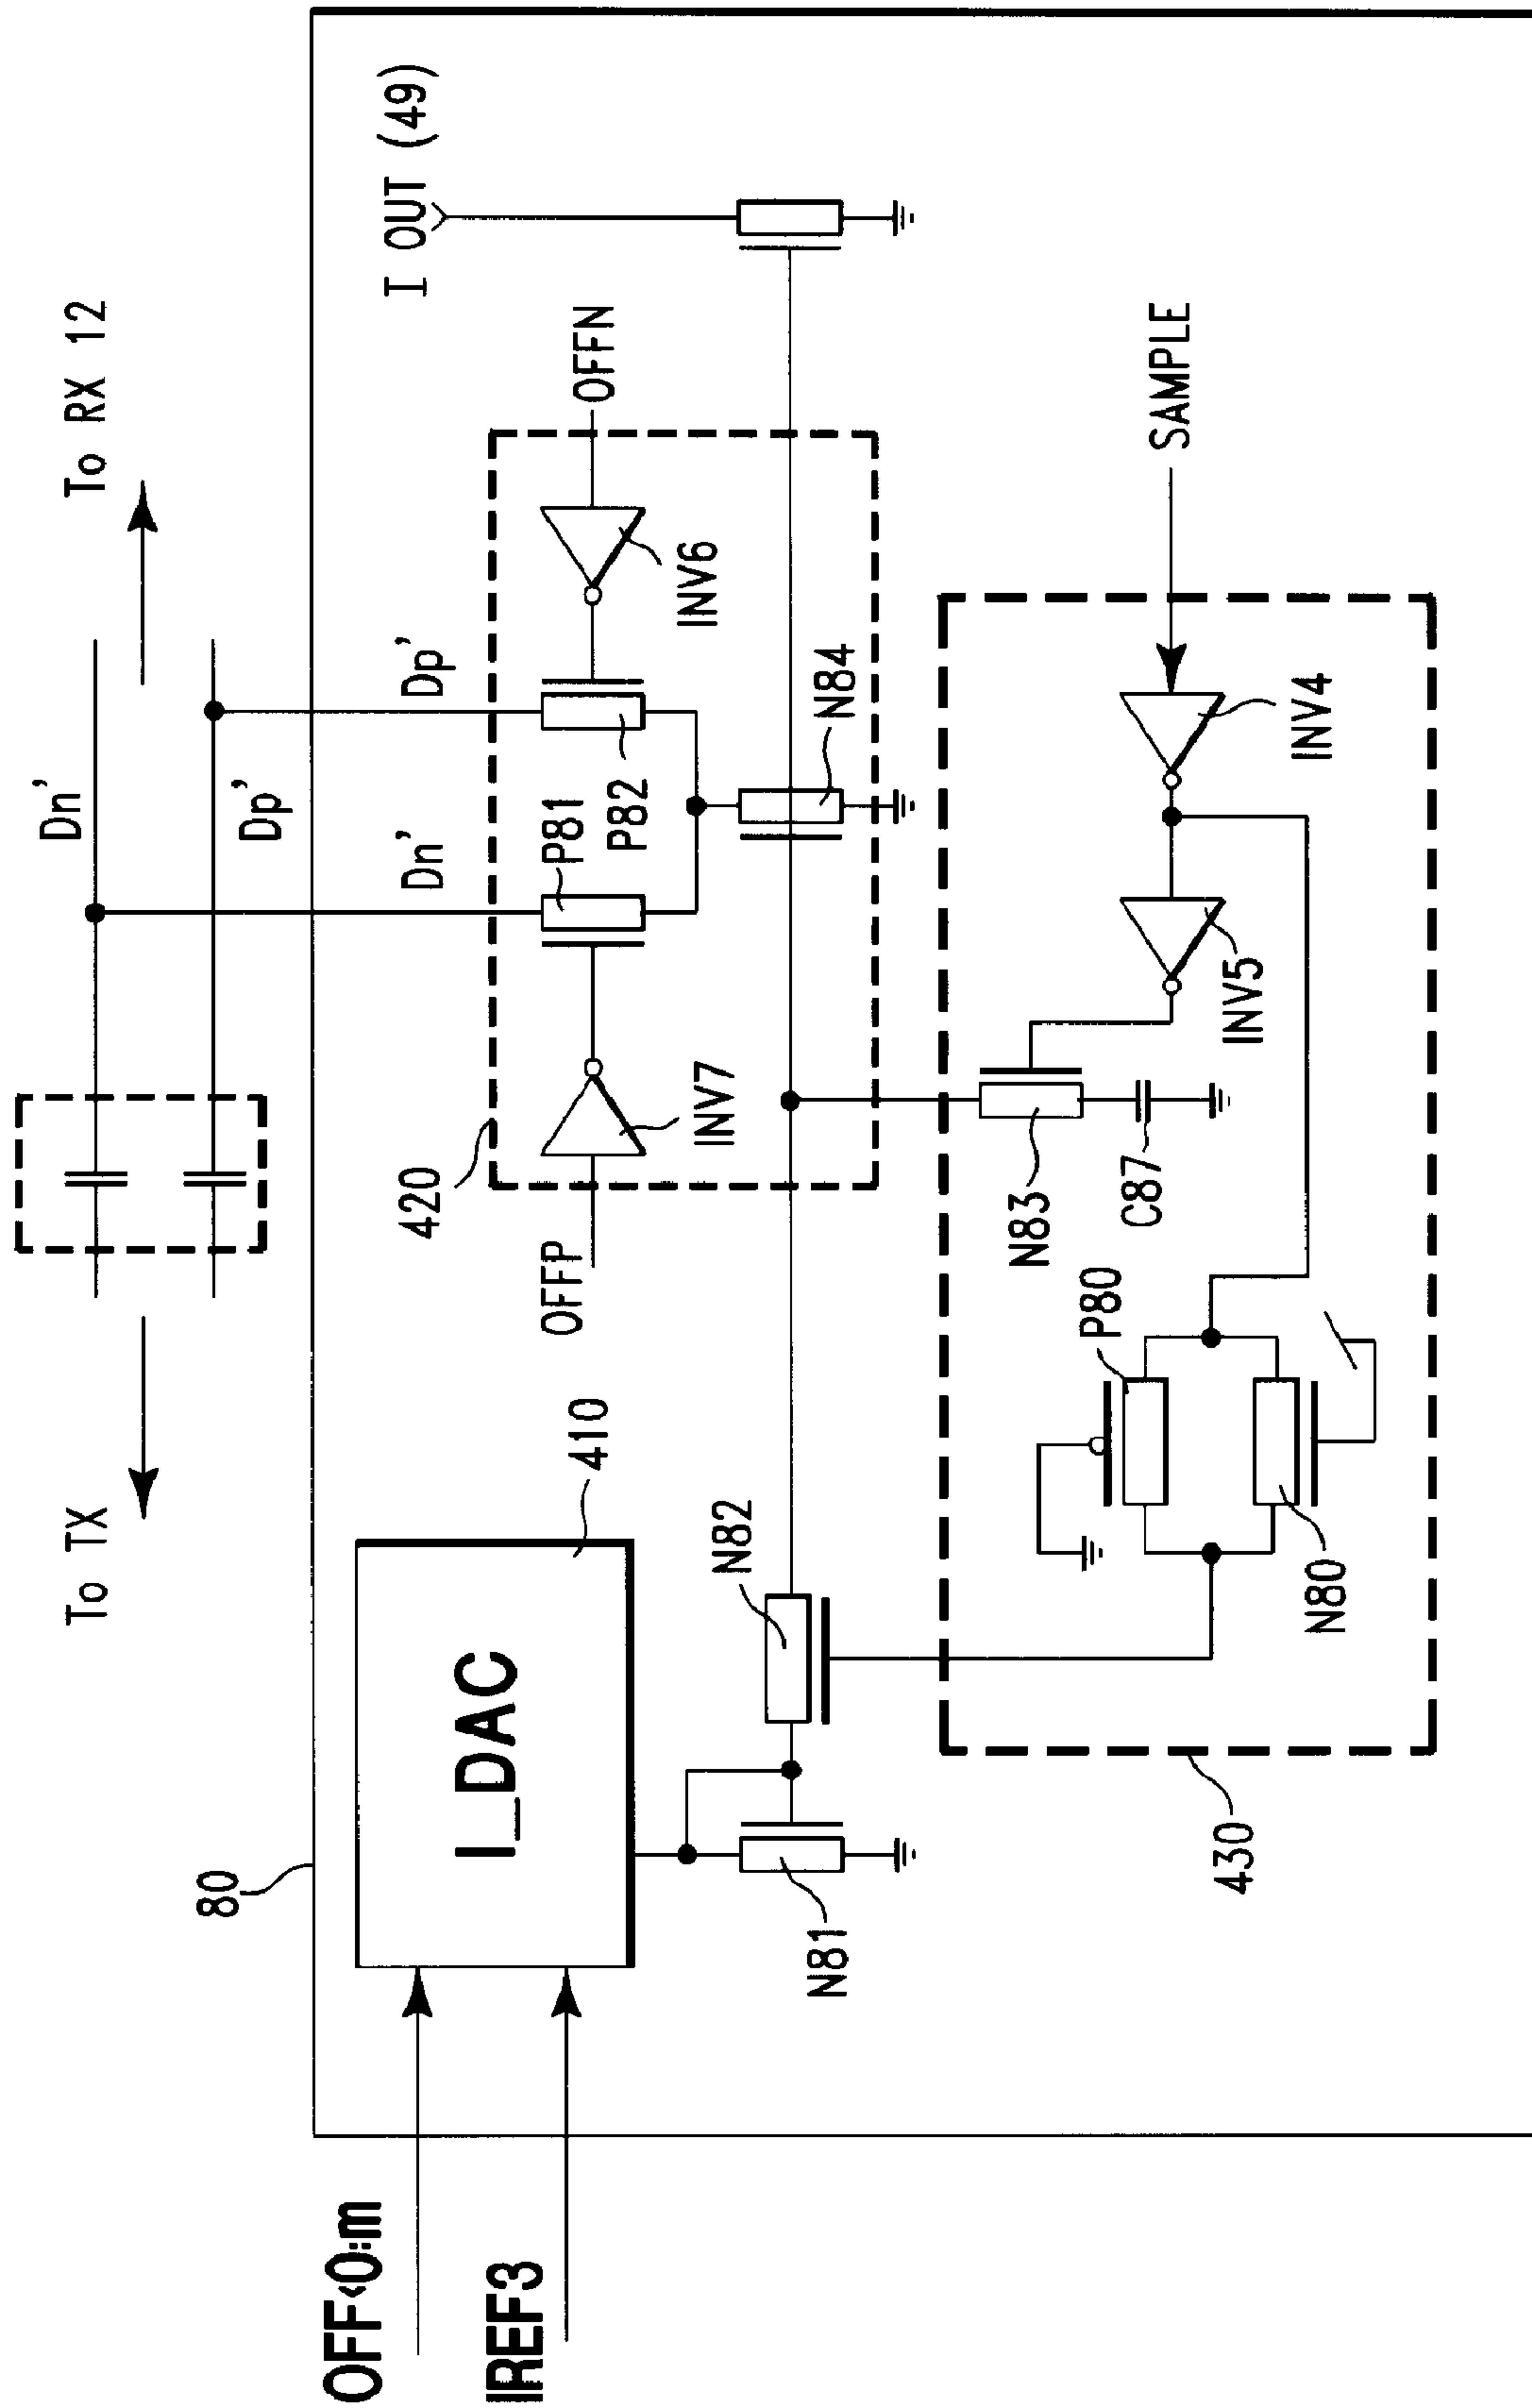 To TX
To RX 12
Dn'
Dp'
80
OFF<0:m
IREF3
I_DAC
410
420
Dn'
Dp'
I OUT (49)
OFFP
INV7
P81
P82
INV6
OFFN
N81
N82
N84
430
P80
N80
N83
C87
INV5
INV4
SAMPLE